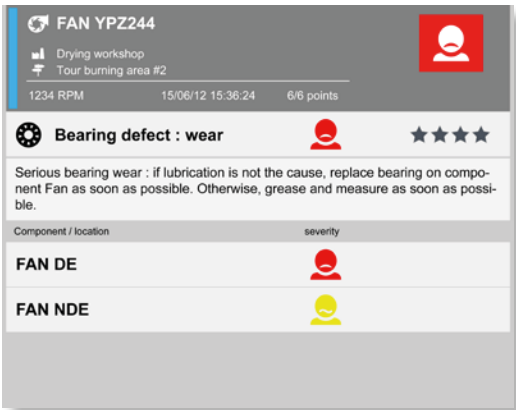 FAN YPZ244
Drying workshop
Tour burning area #2
1234 RPM 15/06/12 15:36:24 6/6 points
Bearing defect : wear
Serious bearing wear : if lubrication is not the cause, replace bearing on compo-
nent Fan as soon as possible. Otherwise, grease and measure as soon as possi-
ble.
Component / location severity
FAN DE
FAN NDE